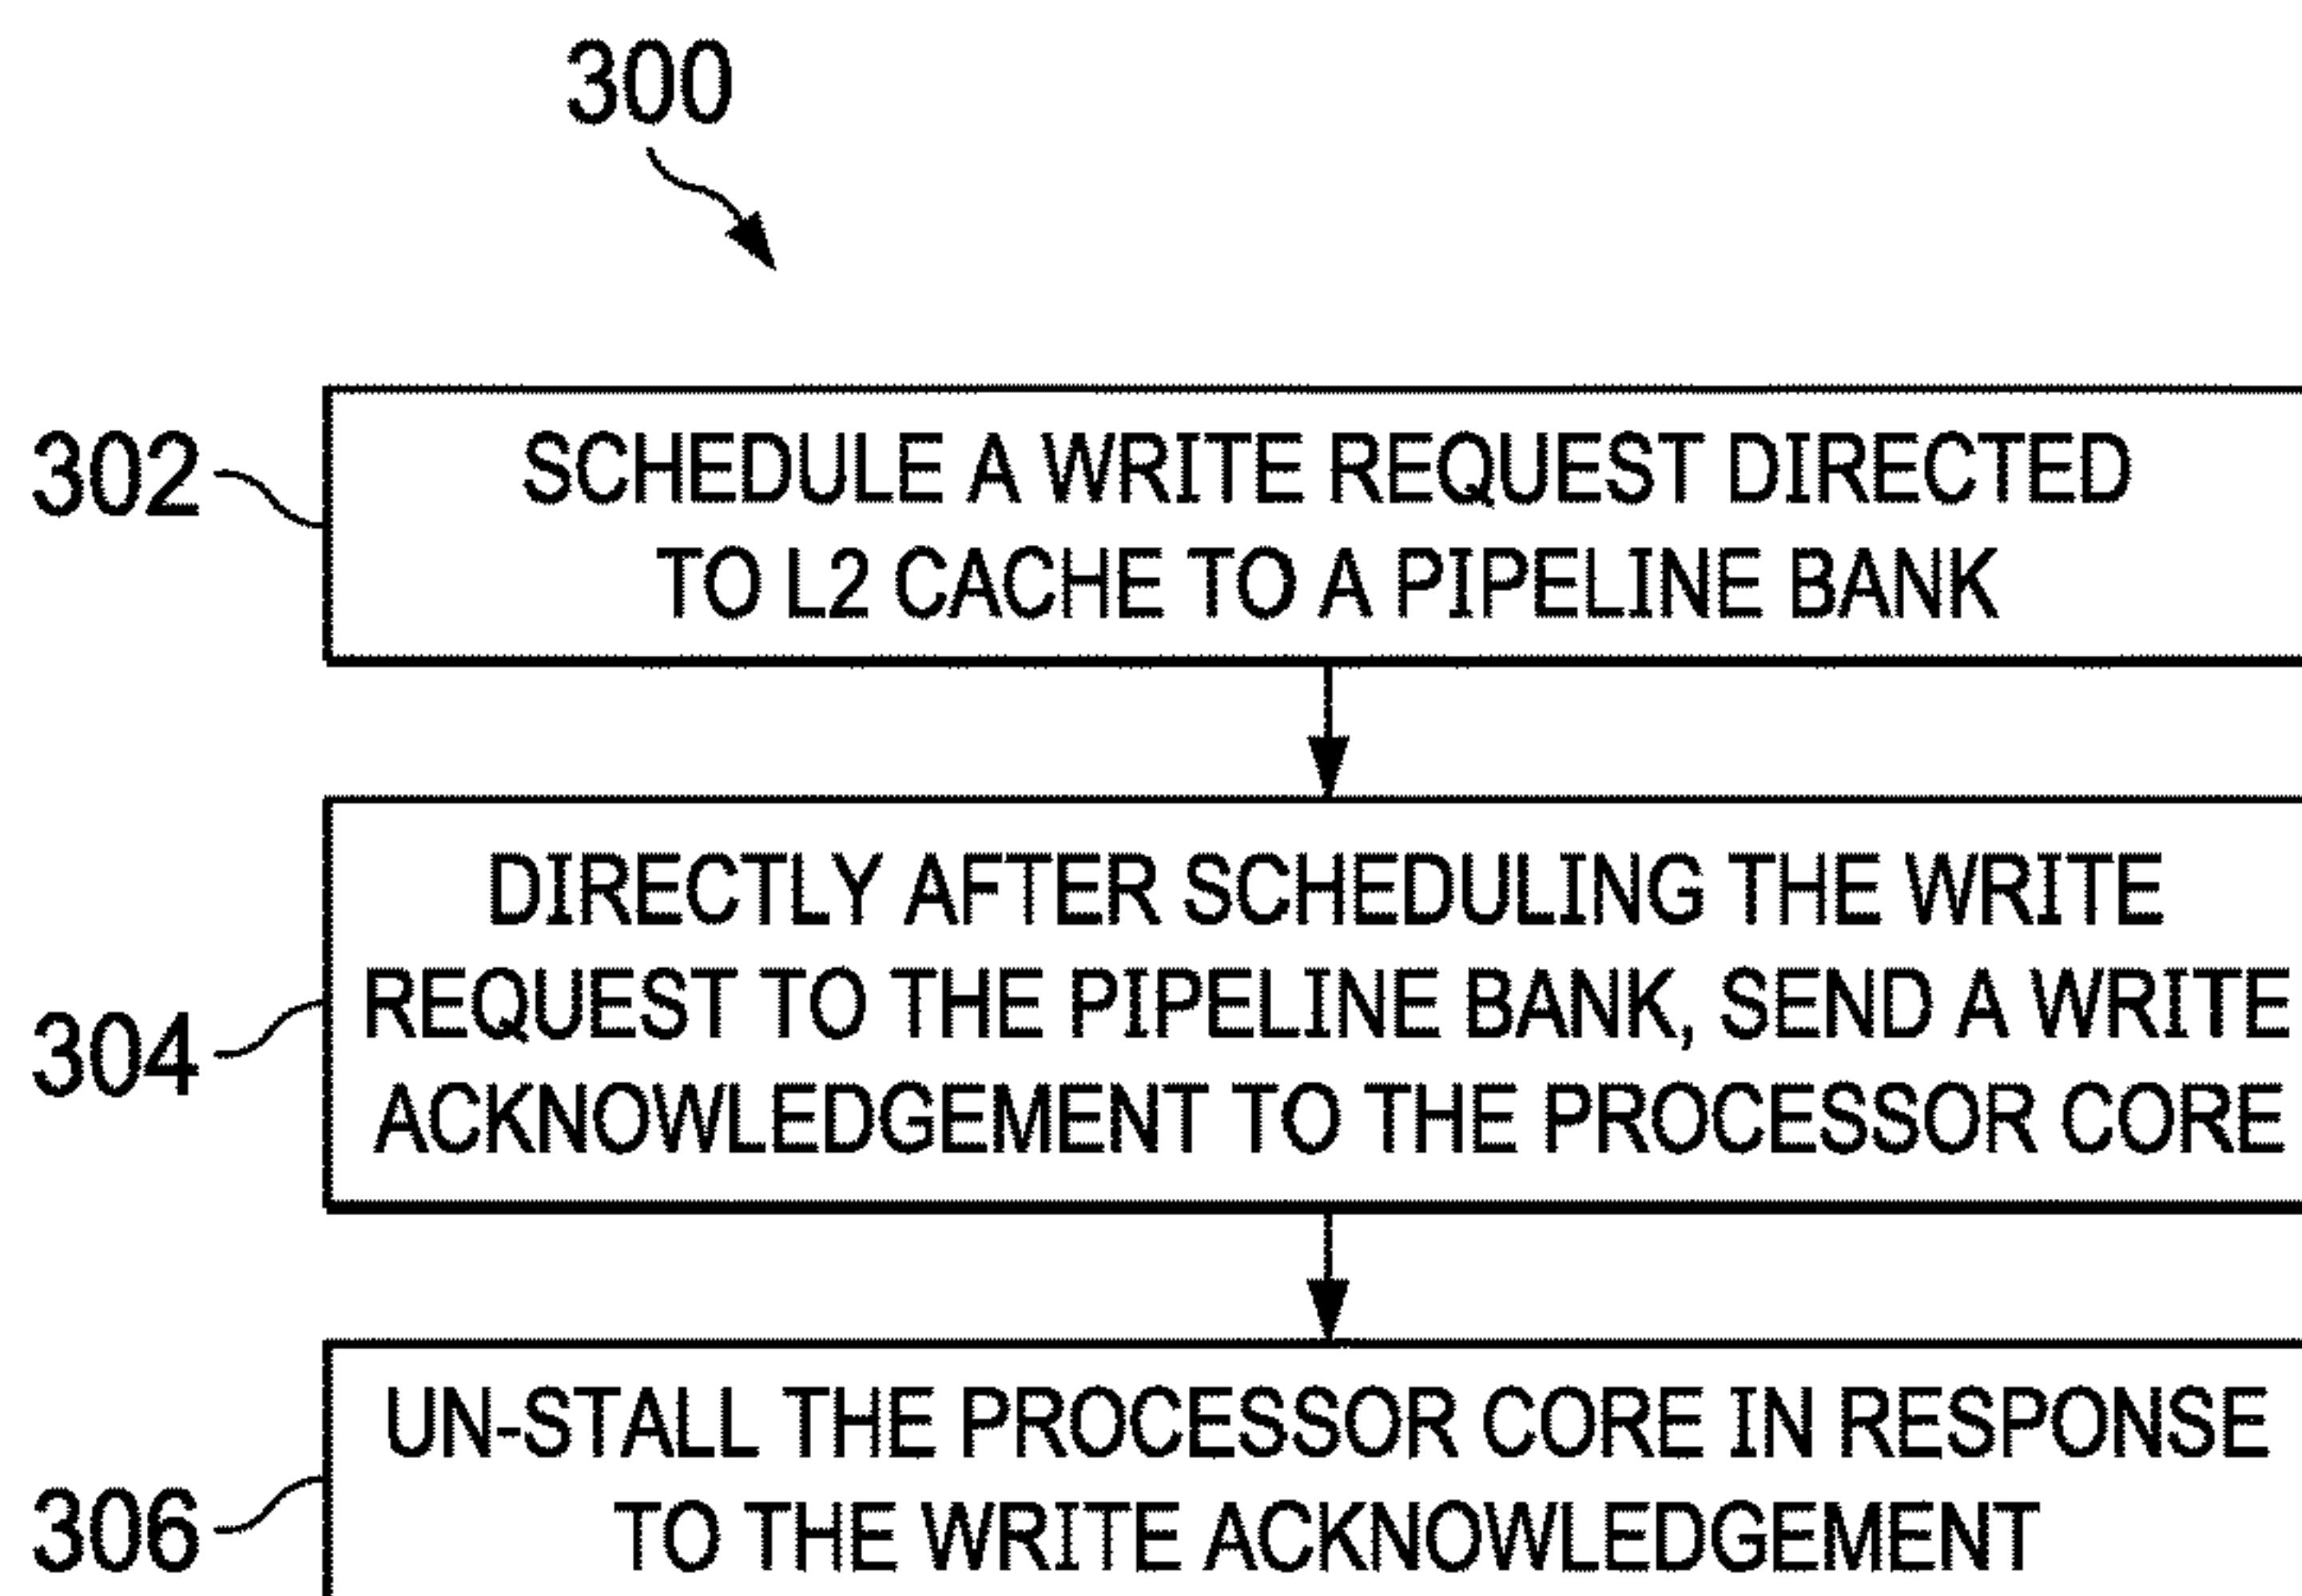 300
302
SCHEDULE A WRITE REQUEST DIRECTED
TO L2 CACHE TO A PIPELINE BANK
304
DIRECTLY AFTER SCHEDULING THE WRITE
REQUEST TO THE PIPELINE BANK, SEND A WRITE
ACKNOWLEDGEMENT TO THE PROCESSOR CORE
306
UN-STALL THE PROCESSOR CORE IN RESPONSE
TO THE WRITE ACKNOWLEDGEMENT